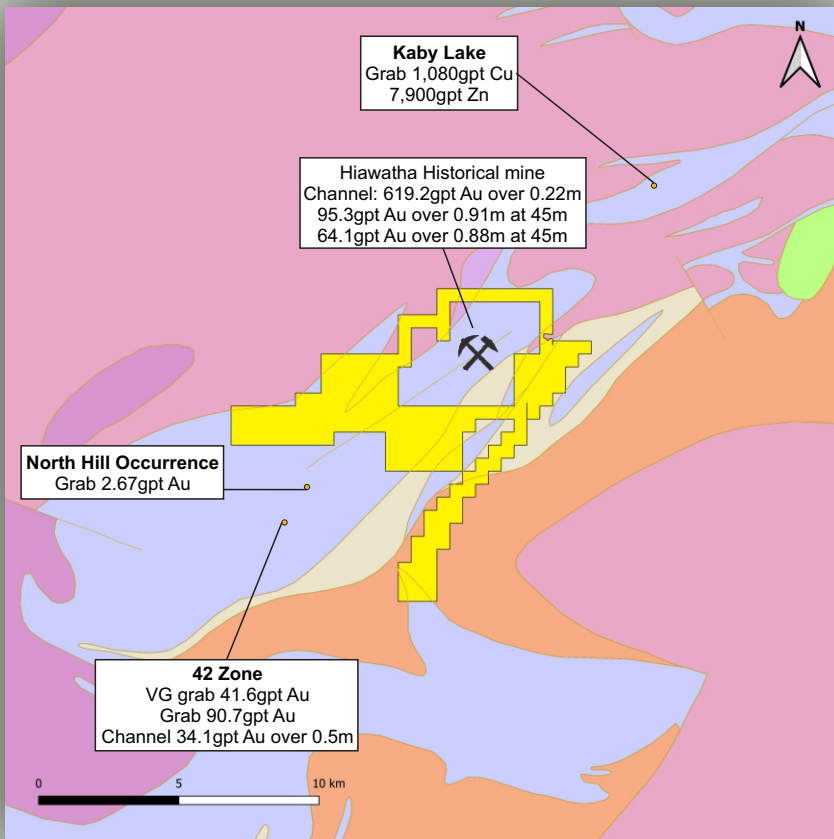 N
Kaby Lake
Grab 1,080gpt Cu
7,900gpt Zn
Hiawatha Historical mine
Channel: 619.2gpt Au over 0.22m
95.3gpt Au over 0.91m at 45m
64.1gpt Au over 0.88m at 45m
North Hill Occurrence
Grab 2.67gpt Au
42 Zone
VG grab 41.6gpt Au
Grab 90.7gpt Au
Channel 34.1gpt Au over 0.5m
0 5 10 km